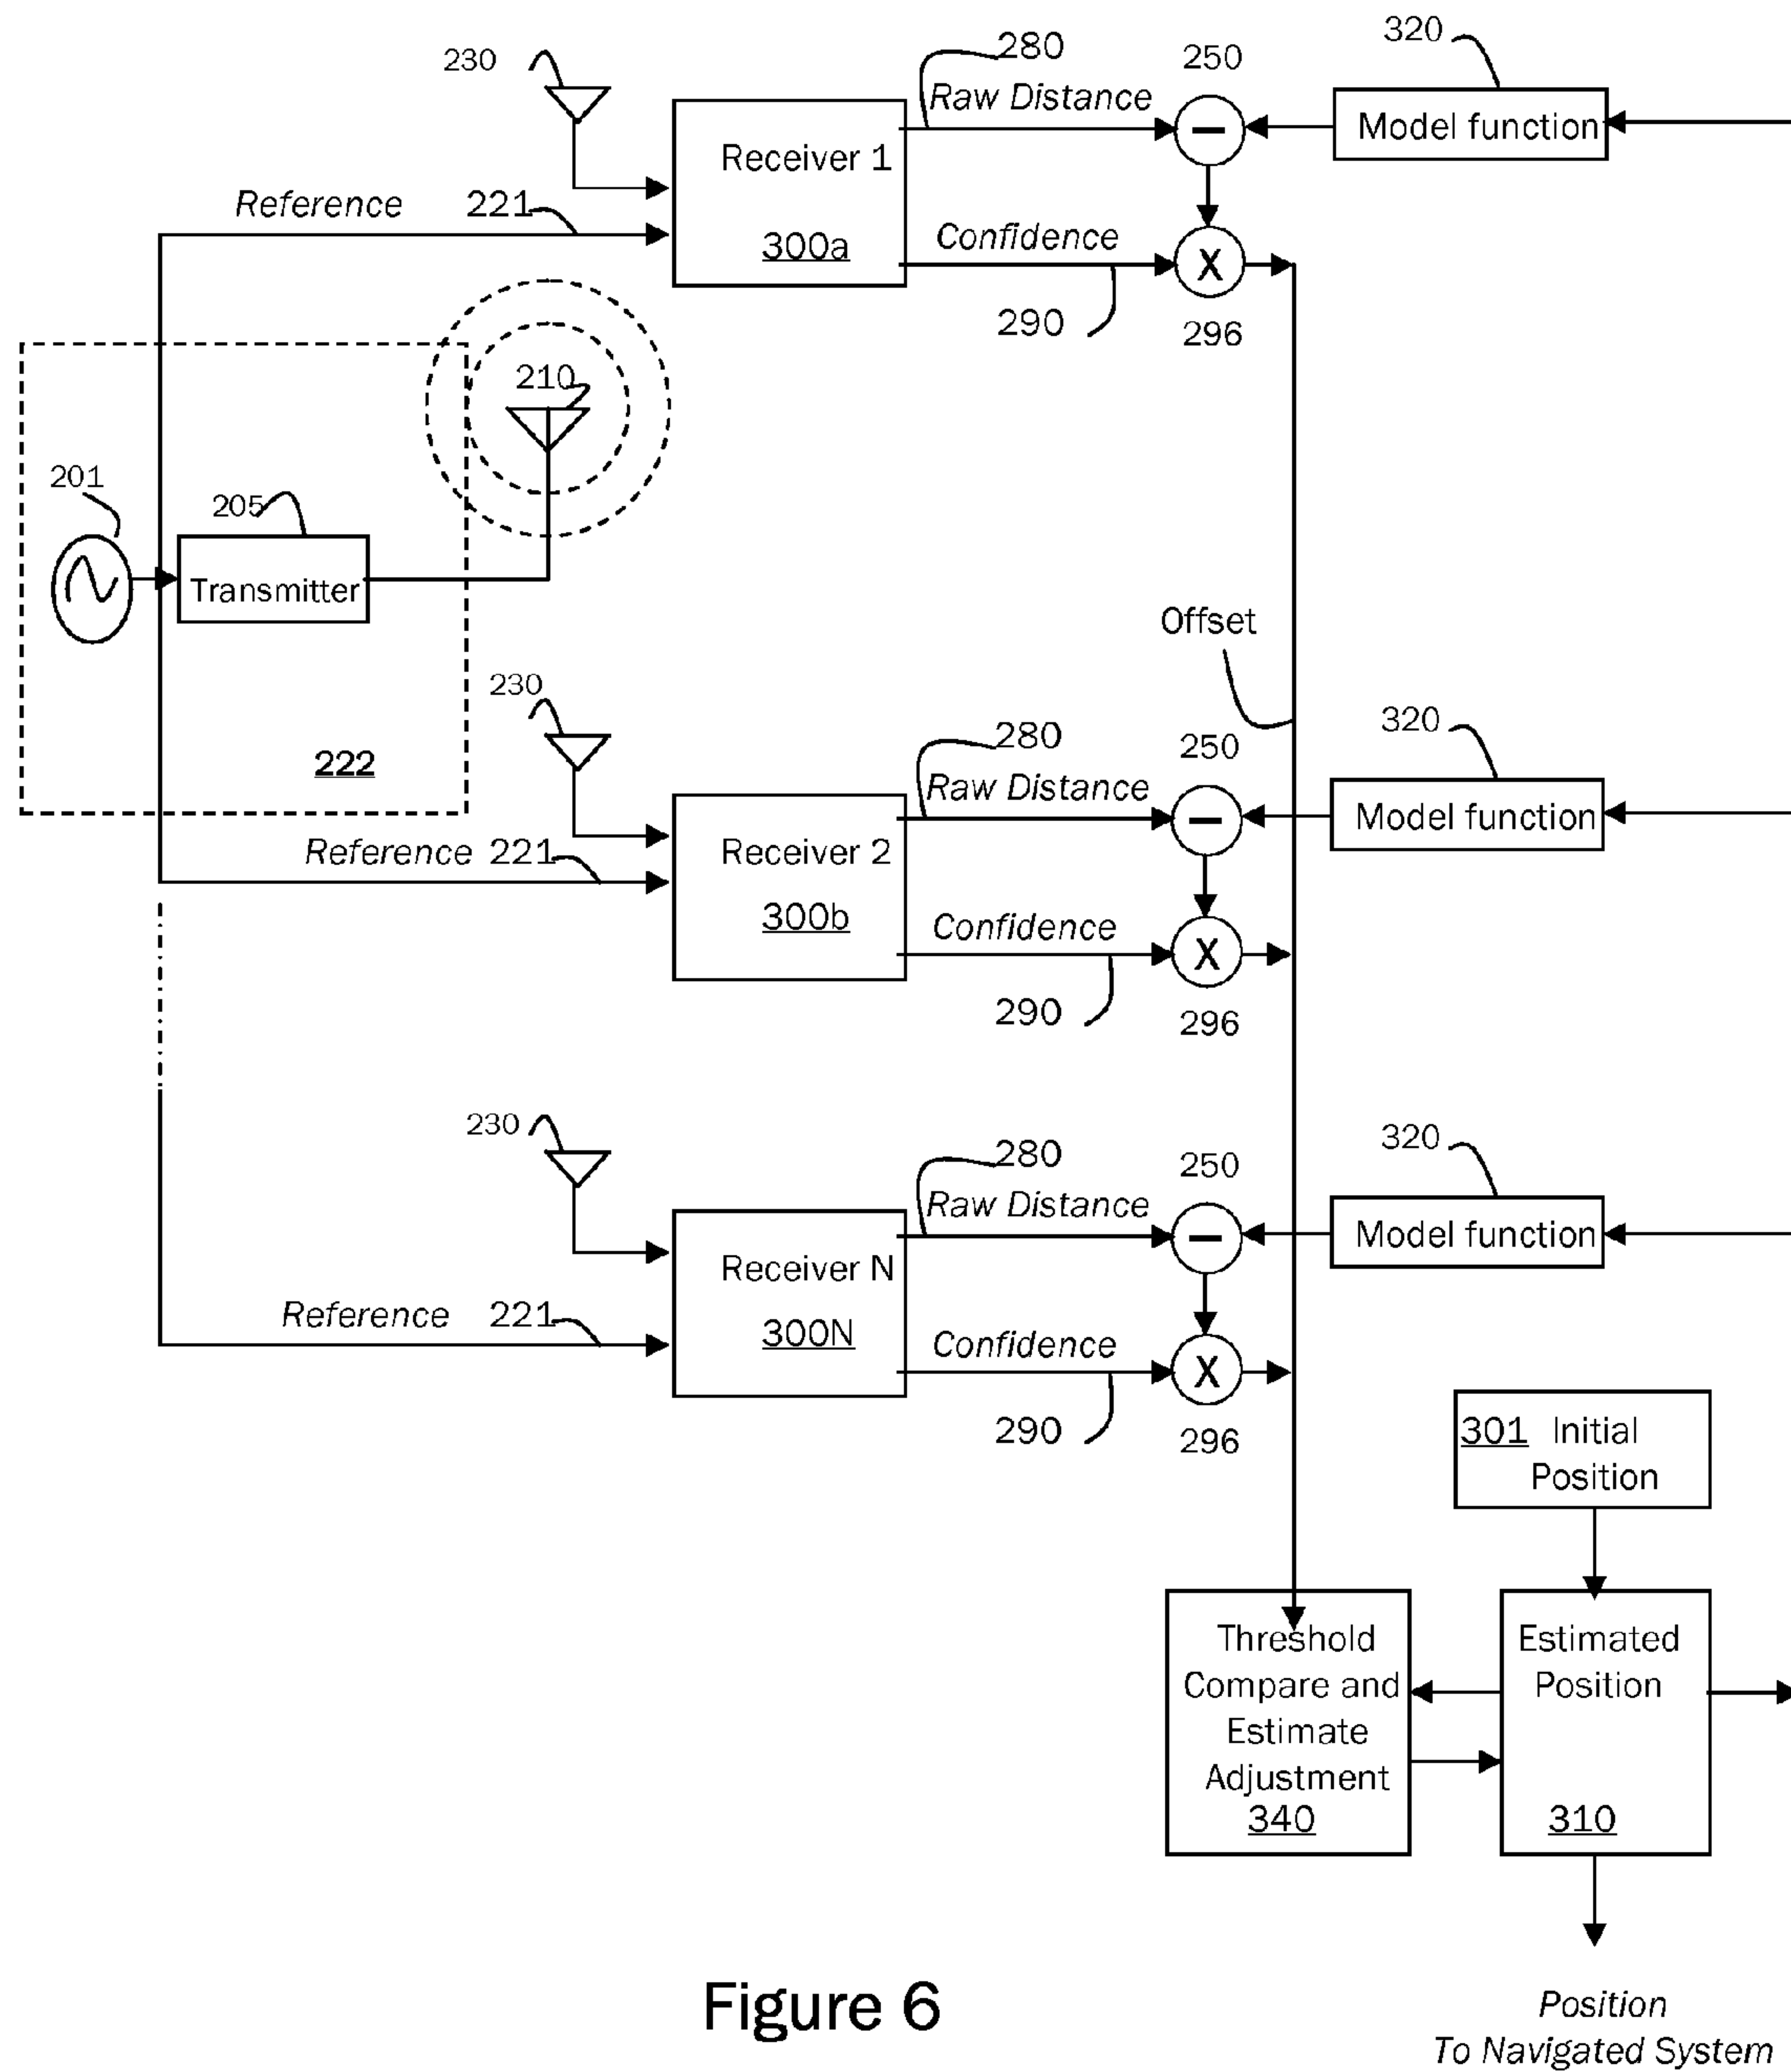 320
280
250
230
Raw Distance
Model function
Receiver 1
Reference 221
Confidence
300a
290
296
210
201
205
Transmitter
Offset
230
320
280
250
222
Raw Distance
Model function
Reference 221
Receiver 2
300b
Confidence
290
296
230
320
280
250
Raw Distance
Model function
Receiver N
Reference 221
300N
Confidence
290
296
301 Initial
Position
Threshold
Compare and
Estimate
Adjustment
340
Estimated
Position
310
Figure 6
Position
To Navigated System